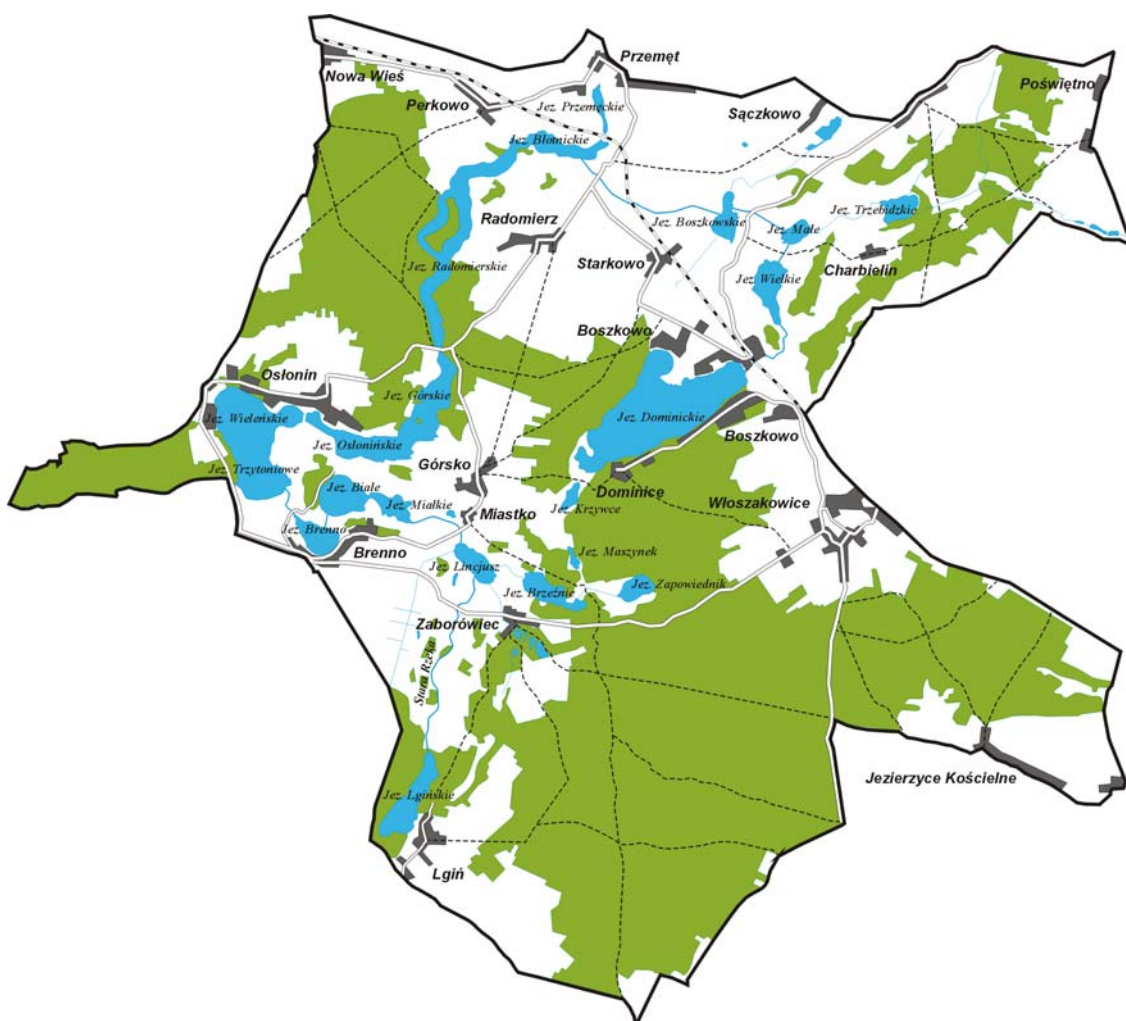 Przemęt
Nowa Wieś
Poświętno
Perkowo
Jez. Przemęckie
Sączkowo
Jez. Błotnickie
Jez. Trzebidzkie
Radomierz
Jez. Boszkowskie
Jez. Małe
Starkowo
Charbielin
Jez. Radomierskie
Jez. Wielkie
Boszkowo
Osłonin
Jez. Górskie
Jez. Wieleńskie
Jez. Dominickie
Boszkowo
Jez. Osłonińskie
Górsko
Jez. Trzytoniowe
Dominice
Jez. Białe
Włoszakowice
Jez. Miałkie
Jez. Krzywce
Miastko
Jez. Brenno
Brenno
Jez. Maszynek
Jez. Lincjusz
Jez. Zapowiednik
Jez. Brzeźnie
Zaborówiec
Stara Rzeka
Jezierzyce Kościelne
Jez. Lgińskie
Lgiń